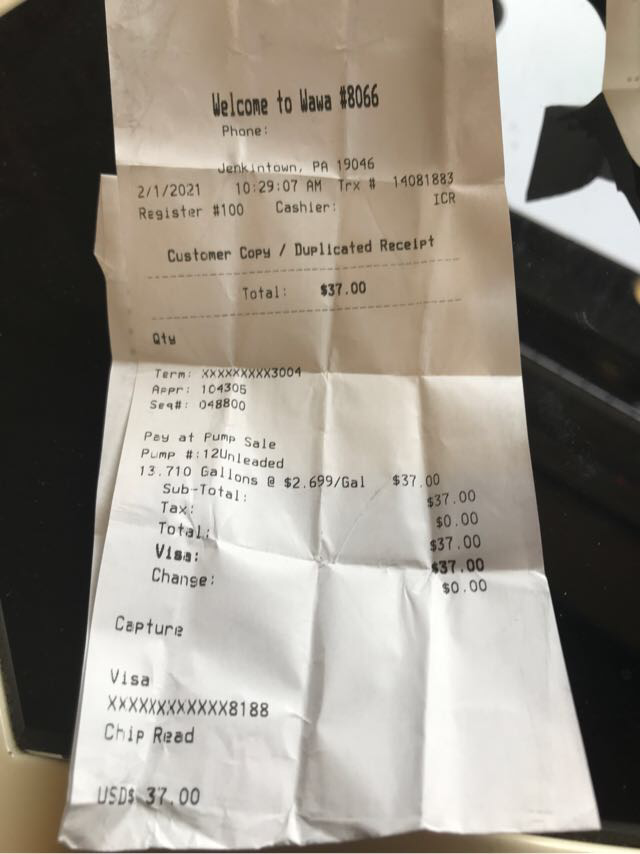 Welcome to Wawa #8066
Phone:
Jenkintown, PA 19046
2/1/2021 10:29:07 AM Trx # 14081883
Register #100 Cashier: ICR
Customer Copy / Duplicated Receipt
Total: $37.00
Qty
Term: XXXXXXXXX3004
Appr: 104305
Seq#: 048800
Pay at Pump Sale
Pump #:12Unleaded
13.710 Gallons @ $2.699/Gal $37.00
Sub-Total: $37.00
Tax: $0.00
Total: $37.00
Visa: $37.00
Change: $0.00
Capture
Visa
XXXXXXXXXXXX8188
Chip Read
USD$ 37.00